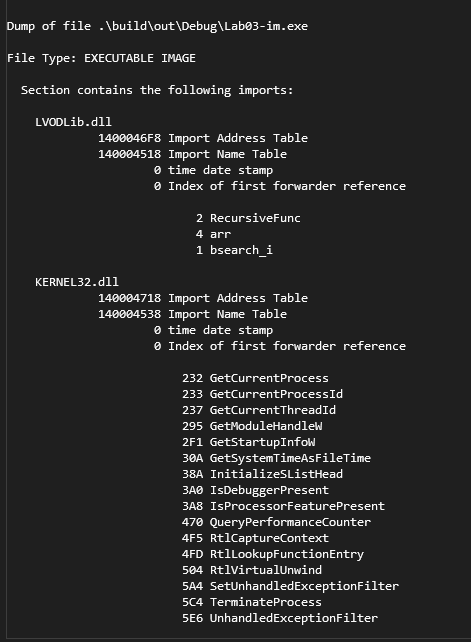 Dump of file .\build\out\Debug\Lab03-im.exe
File Type: EXECUTABLE IMAGE
Section contains the following imports:
LVODLib.dll
1400046F8 Import Address Table
140004518 Import Name Table
0 time date stamp
0 Index of first forwarder reference
2 RecursiveFunc
4 arr
1 bsearch_i
KERNEL32.dll
140004718 Import Address Table
140004538 Import Name Table
0 time date stamp
0 Index of first forwarder reference
232 GetCurrentProcess
233 GetCurrentProcessId
237 GetCurrentThreadId
295 GetModuleHandleW
2F1 GetStartupInfoW
30A GetSystemTimeAsFileTime
38A InitializeSListHead
3A0 IsDebuggerPresent
3A8 IsProcessorFeaturePresent
470 QueryPerformanceCounter
4F5 RtlCaptureContext
4FD RtlLookupFunctionEntry
504 RtlVirtualUnwind
5A4 SetUnhandledExceptionFilter
5C4 TerminateProcess
5E6 UnhandledExceptionFilter